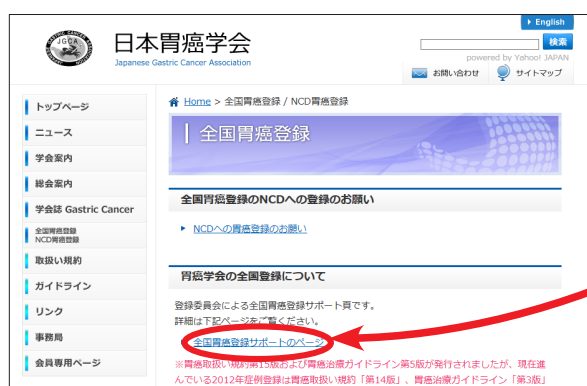 English
JGCA
日本胃癌学会
Japanese Gastric Cancer Association
検索
powered by Yahoo! JAPAN
お問い合わせ
サイトマップ
トップページ
ニュース
学会案内
総会案内
学会誌 Gastric Cancer
全国胃癌登録
NCD胃癌登録
取扱い規約
ガイドライン
リンク
事務局
会員専用ページ
Home > 全国胃癌登録 / NCD胃癌登録
全国胃癌登録
全国胃癌登録のNCDへの登録のお願い
NCDへの胃癌登録のお願い
胃癌学会の全国登録について
登録委員会による全国胃癌登録サポート頁です。
詳細は下記ページをご覧ください。
全国胃癌登録サポートのページ
※胃癌取扱い規約第15版および胃癌治療ガイドライン第5版が発行されましたが、現在進
んでいる2012年症例登録は胃癌取扱い規約「第14版」、胃癌治療ガイドライン「第3版」